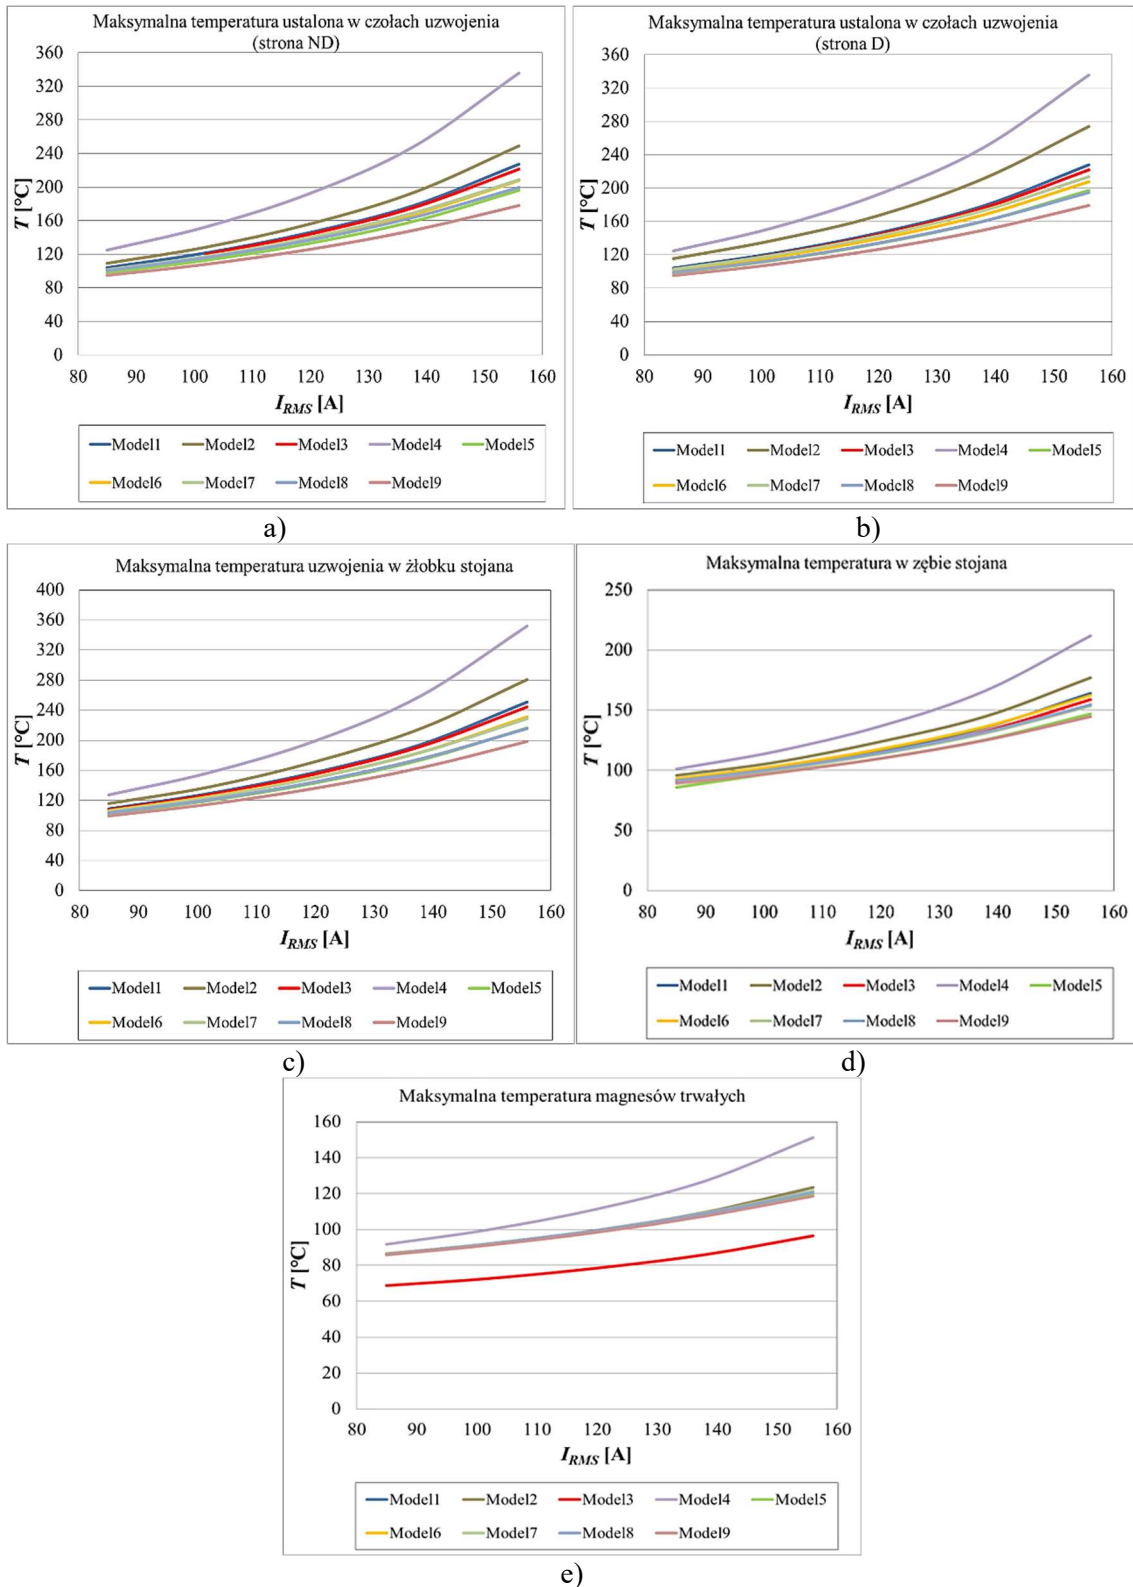 Maksymalna temperatura ustalona w czołach uzwojenia
(strona ND)
360
320
280
240
200
160
120
80
40
0
T [°C]
80 90 100 110 120 130 140 150 160
I_RMS [A]
Model1 Model2 Model3 Model4 Model5
Model6 Model7 Model8 Model9
a)
Maksymalna temperatura ustalona w czołach uzwojenia
(strona D)
360
320
280
240
200
160
120
80
40
0
T [°C]
80 90 100 110 120 130 140 150 160
I_RMS [A]
Model1 Model2 Model3 Model4 Model5
Model6 Model7 Model8 Model9
b)
Maksymalna temperatura uzwojenia w żłobku stojana
400
360
320
280
240
200
160
120
80
40
0
T [°C]
80 90 100 110 120 130 140 150 160
I_RMS [A]
Model1 Model2 Model3 Model4 Model5
Model6 Model7 Model8 Model9
c)
Maksymalna temperatura w zębie stojana
250
200
150
100
50
0
T [°C]
80 90 100 110 120 130 140 150 160
I_RMS [A]
Model1 Model2 Model3 Model4 Model5
Model6 Model7 Model8 Model9
d)
Maksymalna temperatura magnesów trwałych
160
140
120
100
80
60
40
20
0
T [°C]
80 90 100 110 120 130 140 150 160
I_RMS [A]
Model1 Model2 Model3 Model4 Model5
Model6 Model7 Model8 Model9
e)